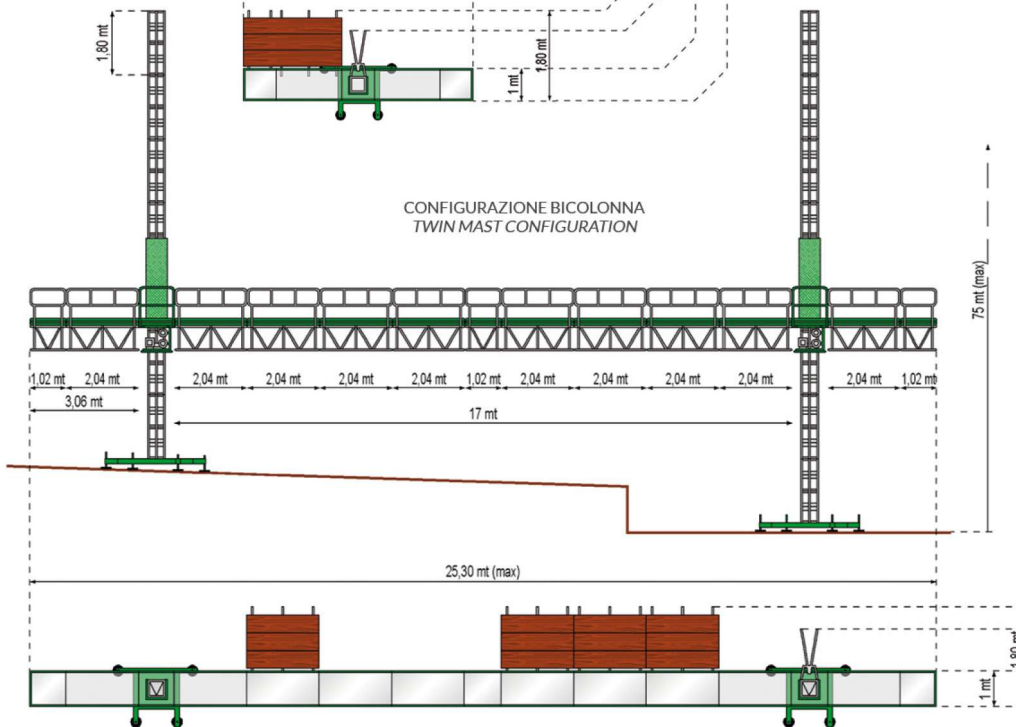 1,80 mt
1,80 mt
1 mt
CONFIGURAZIONE BICOLONNA
TWIN MAST CONFIGURATION
75 mt (max)
1,02 mt 2,04 mt 2,04 mt 2,04 mt 2,04 mt 2,04 mt 1,02 mt 2,04 mt 2,04 mt 2,04 mt 2,04 mt 2,04 mt 1,02 mt
3,06 mt 17 mt
25,30 mt (max)
1,80 mt
1 mt